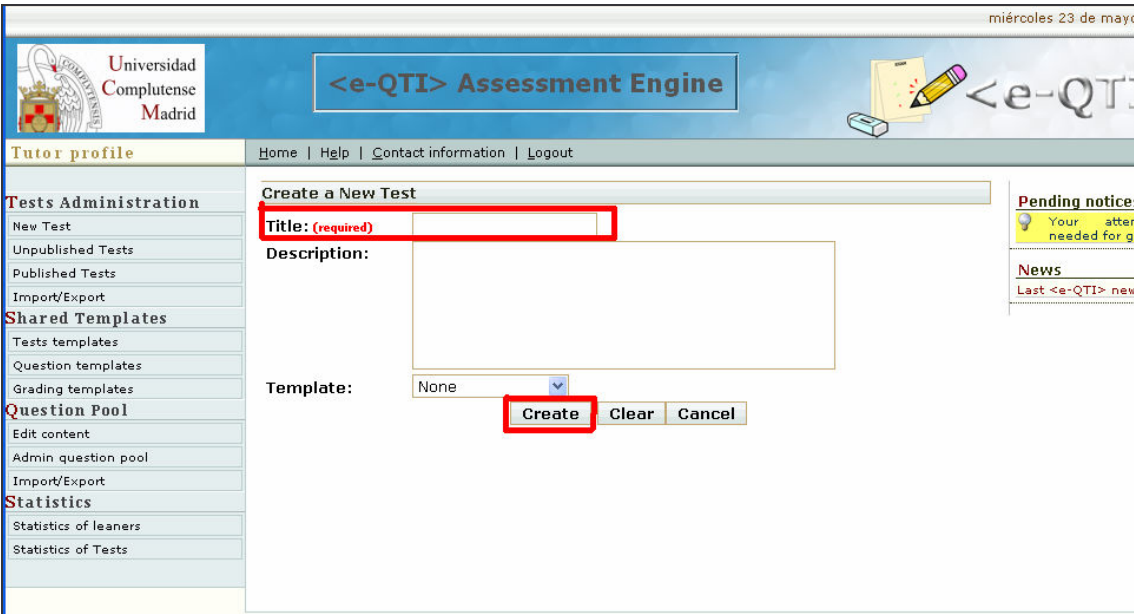 miércoles 23 de mayo
Universidad
Complutense
Madrid
<e-QTI> Assessment Engine
<e-QTI
Tutor profile
Home | Help | Contact information | Logout
Tests Administration
New Test
Unpublished Tests
Published Tests
Import/Export
Shared Templates
Tests templates
Question templates
Grading templates
Question Pool
Edit content
Admin question pool
Import/Export
Statistics
Statistics of leaners
Statistics of Tests
Create a New Test
Title: (required)
Description:
Template: None
Create Clear Cancel
Pending notices
Your atten
needed for g
News
Last <e-QTI> new